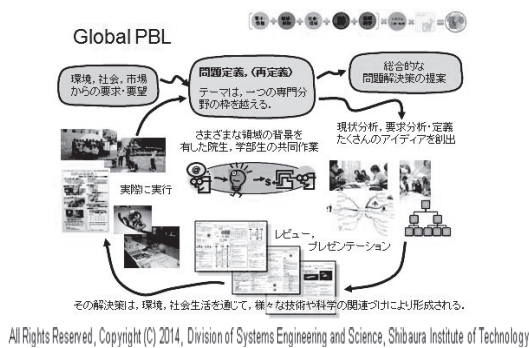 Global PBL
環境，社会，市場
からの要求・要望
問題定義，(再定義)
テーマは，一つの専門分
野の枠を越える．
総合的な
問題解決策の提案
さまざまな領域の背景を
有した院生，学部生の共同作業
現状分析，要求分析・定義
たくさんのアイディアを創出
実際に実行
レビュー，
プレゼンテーション
その解決策は，環境，社会生活を通じて，様々な技術や科学の関連づけにより形成される．
All Rights Reserved, Copyright (C) 2014, Division of Systems Engineering and Science, Shibaura Institute of Technology